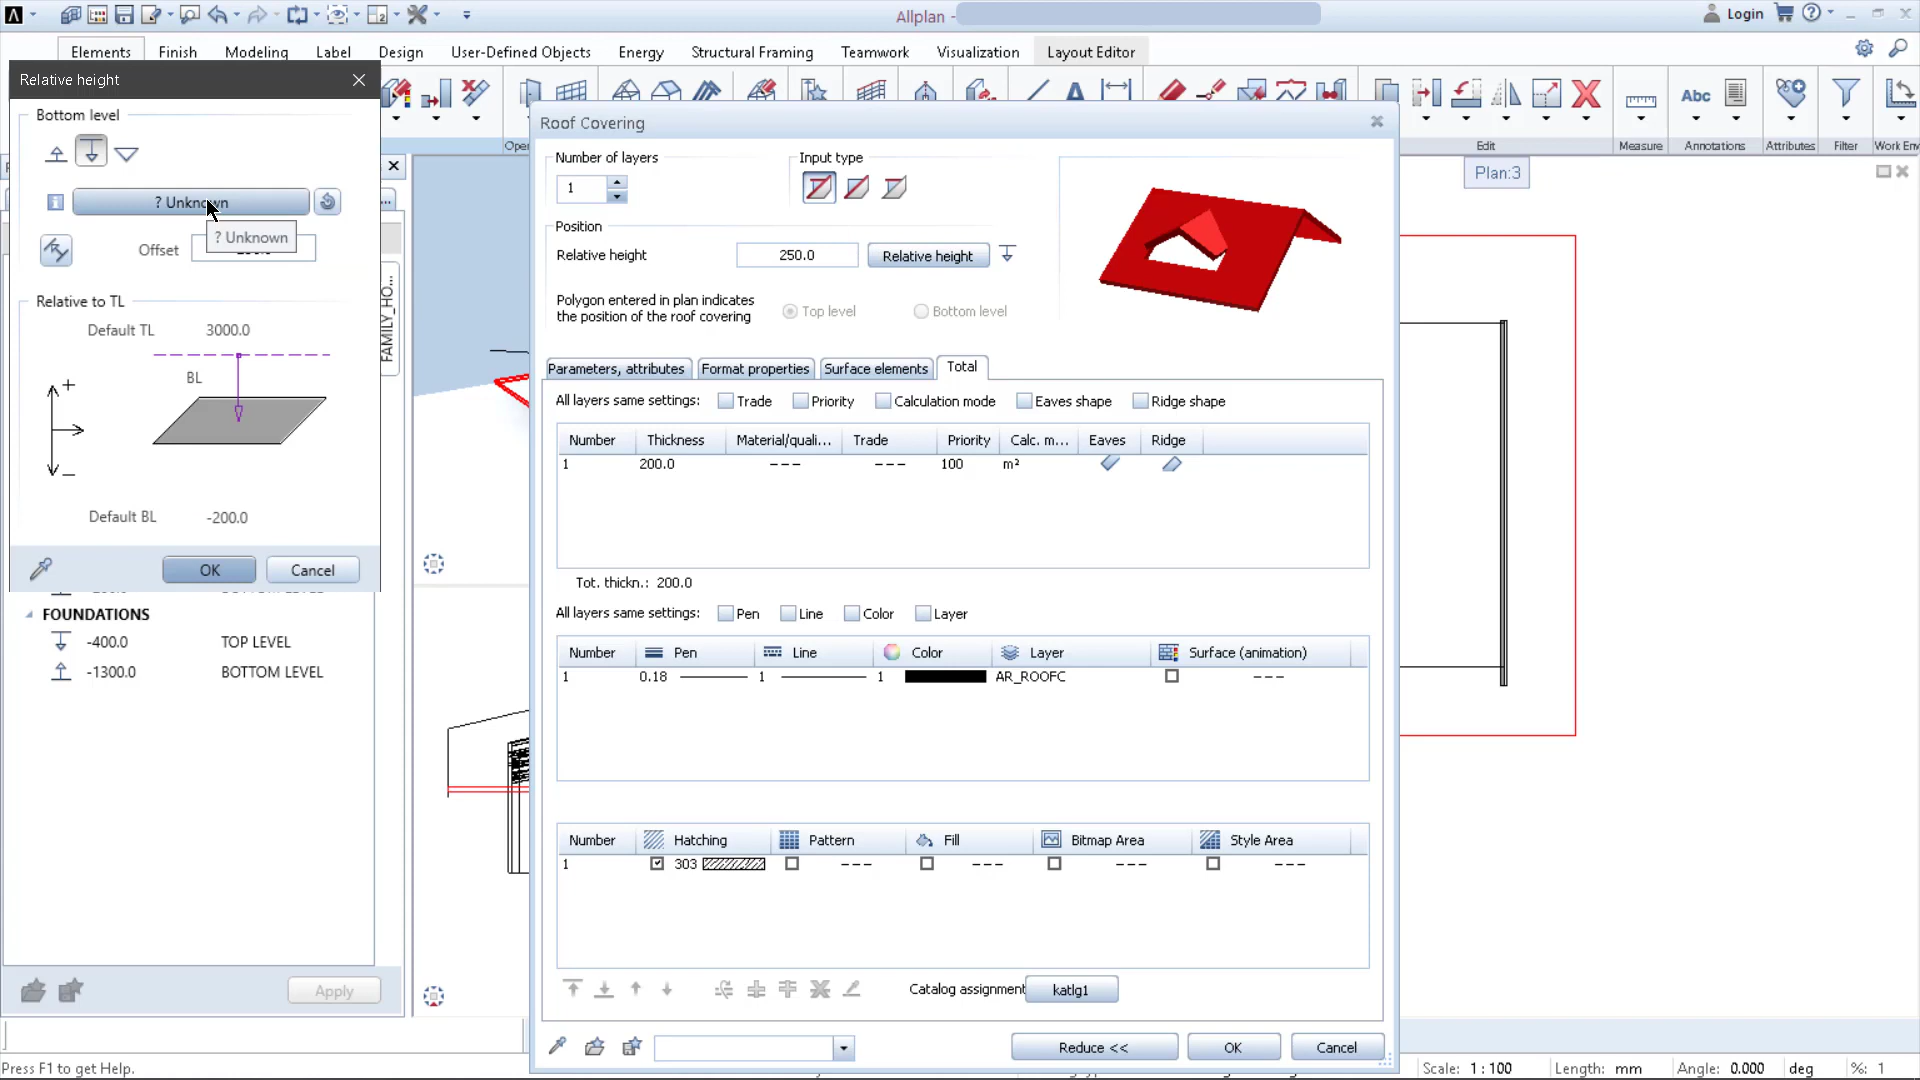 Allplan -
Login
Elements
Finish
Modeling
Label
Design
User-Defined Objects
Energy
Structural Framing
Teamwork
Visualization
Layout Editor
Relative height
Bottom level
? Unknown
? Unknown
Offset
Relative to TL
Default TL 3000.0
BL
+
–
Default BL -200.0
OK
Cancel
FAMILY_HO...
BOTTOM LEVEL
FOUNDATIONS
-400.0 TOP LEVEL
-1300.0 BOTTOM LEVEL
Apply
Press F1 to get Help.
Roof Covering
Number of layers
1
Input type
Position
Relative height 250.0 Relative height
Polygon entered in plan indicates
the position of the roof covering
Top level
Bottom level
Parameters, attributes
Format properties
Surface elements
Total
All layers same settings: Trade Priority Calculation mode Eaves shape Ridge shape
Number Thickness Material/quali... Trade Priority Calc. m... Eaves Ridge
1 200.0 --- --- 100 m²
Tot. thickn.: 200.0
All layers same settings: Pen Line Color Layer
Number Pen Line Color Layer Surface (animation)
1 0.18 1 1 AR_ROOFC ---
Number Hatching Pattern Fill Bitmap Area Style Area
1 303 --- --- --- ---
Catalog assignment
katlg1
Reduce <<
OK
Cancel
Edit
Measure
Abc
Annotations
Attributes
Filter
Work Env
Plan:3
Scale: 1 : 100
Length: mm
Angle: 0.000 deg
%: 1